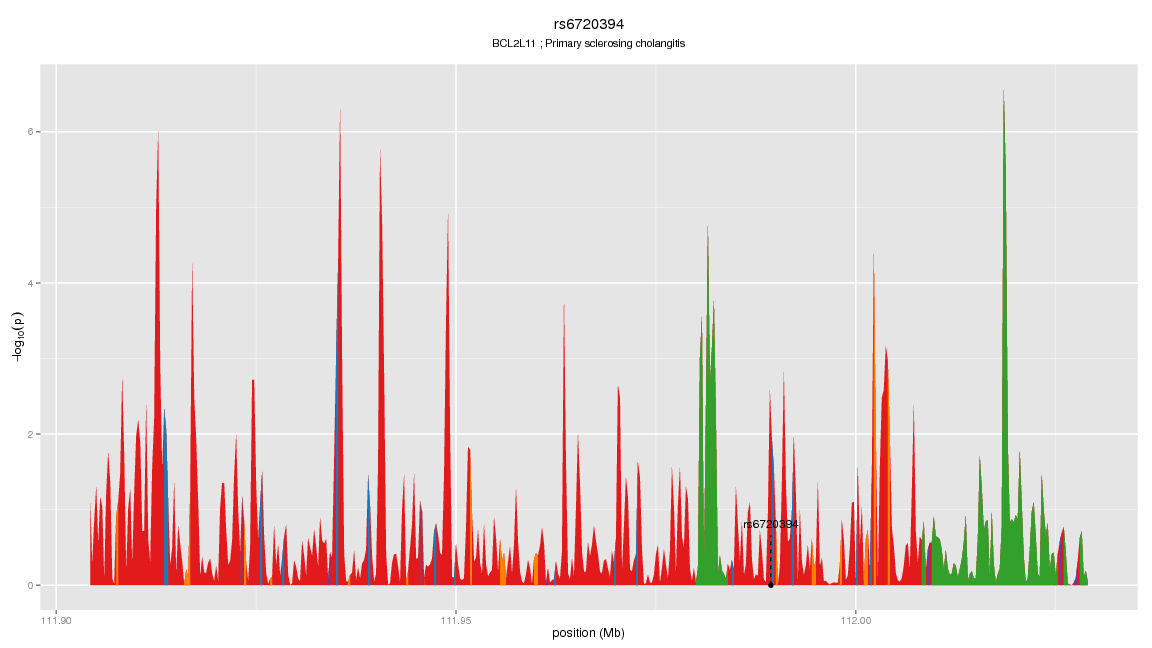 rs6720394
BCL2L11 ; Primary sclerosing cholangitis
6
4
2
0
−log10(p)
rs6720394
111.90
111.95
112.00
position (Mb)